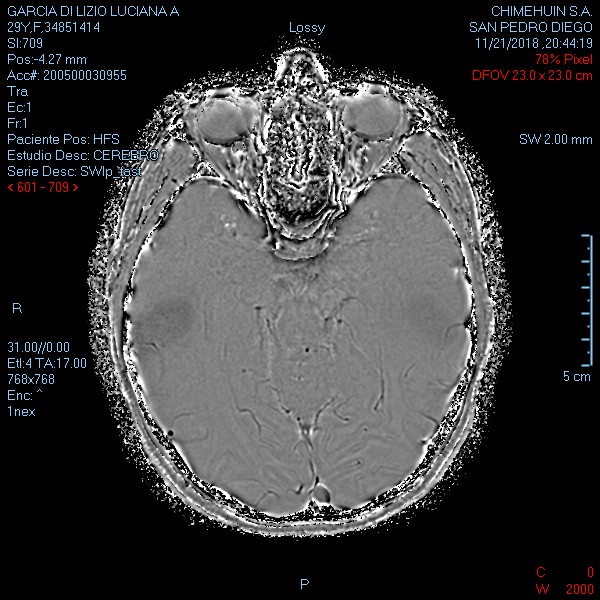 GARCIA DI LIZIO LUCIANA A
29Y,F,34851414
SI:709
Pos:-4.27 mm
Acc#: 200500030955
Tra
Ec:1
Fr:1
Paciente Pos: HFS
Estudio Desc: CEREBRO
Serie Desc: SWIp_fast
< 601 - 709 >
Lossy
CHIMEHUIN S.A.
SAN PEDRO DIEGO
11/21/2018 ,20:44:19
78% Pixel
DFOV 23.0 x 23.0 cm
SW 2.00 mm
R
31.00//0.00
Etl:4 TA:17.00
768x768
Enc: ^
1nex
5 cm
P
C 0
W 2000